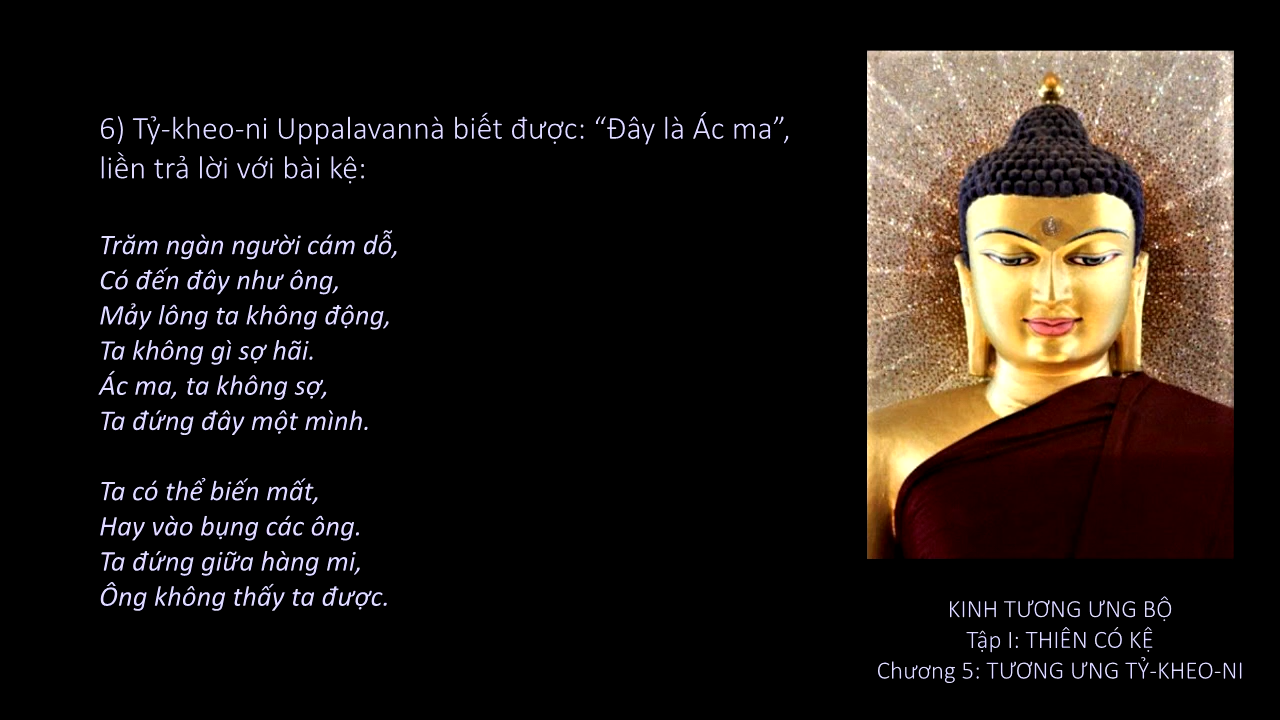 6) Tỷ-kheo-ni Uppalavannà biết được: “Đây là Ác ma”,
liền trả lời với bài kệ:
Trăm ngàn người cám dỗ,
Có đến đây như ông,
Mảy lông ta không động,
Ta không gì sợ hãi.
Ác ma, ta không sợ,
Ta đứng đây một mình.
Ta có thể biến mất,
Hay vào bụng các ông.
Ta đứng giữa hàng mi,
Ông không thấy ta được.
KINH TƯƠNG ƯNG BỘ
Tập I: THIÊN CÓ KỆ
Chương 5: TƯƠNG ƯNG TỶ-KHEO-NI